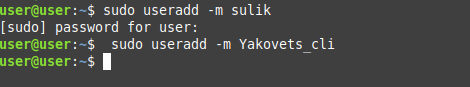 user@user:~$ sudo useradd -m sulik
[sudo] password for user:
user@user:~$  sudo useradd -m Yakovets_cli
user@user:~$